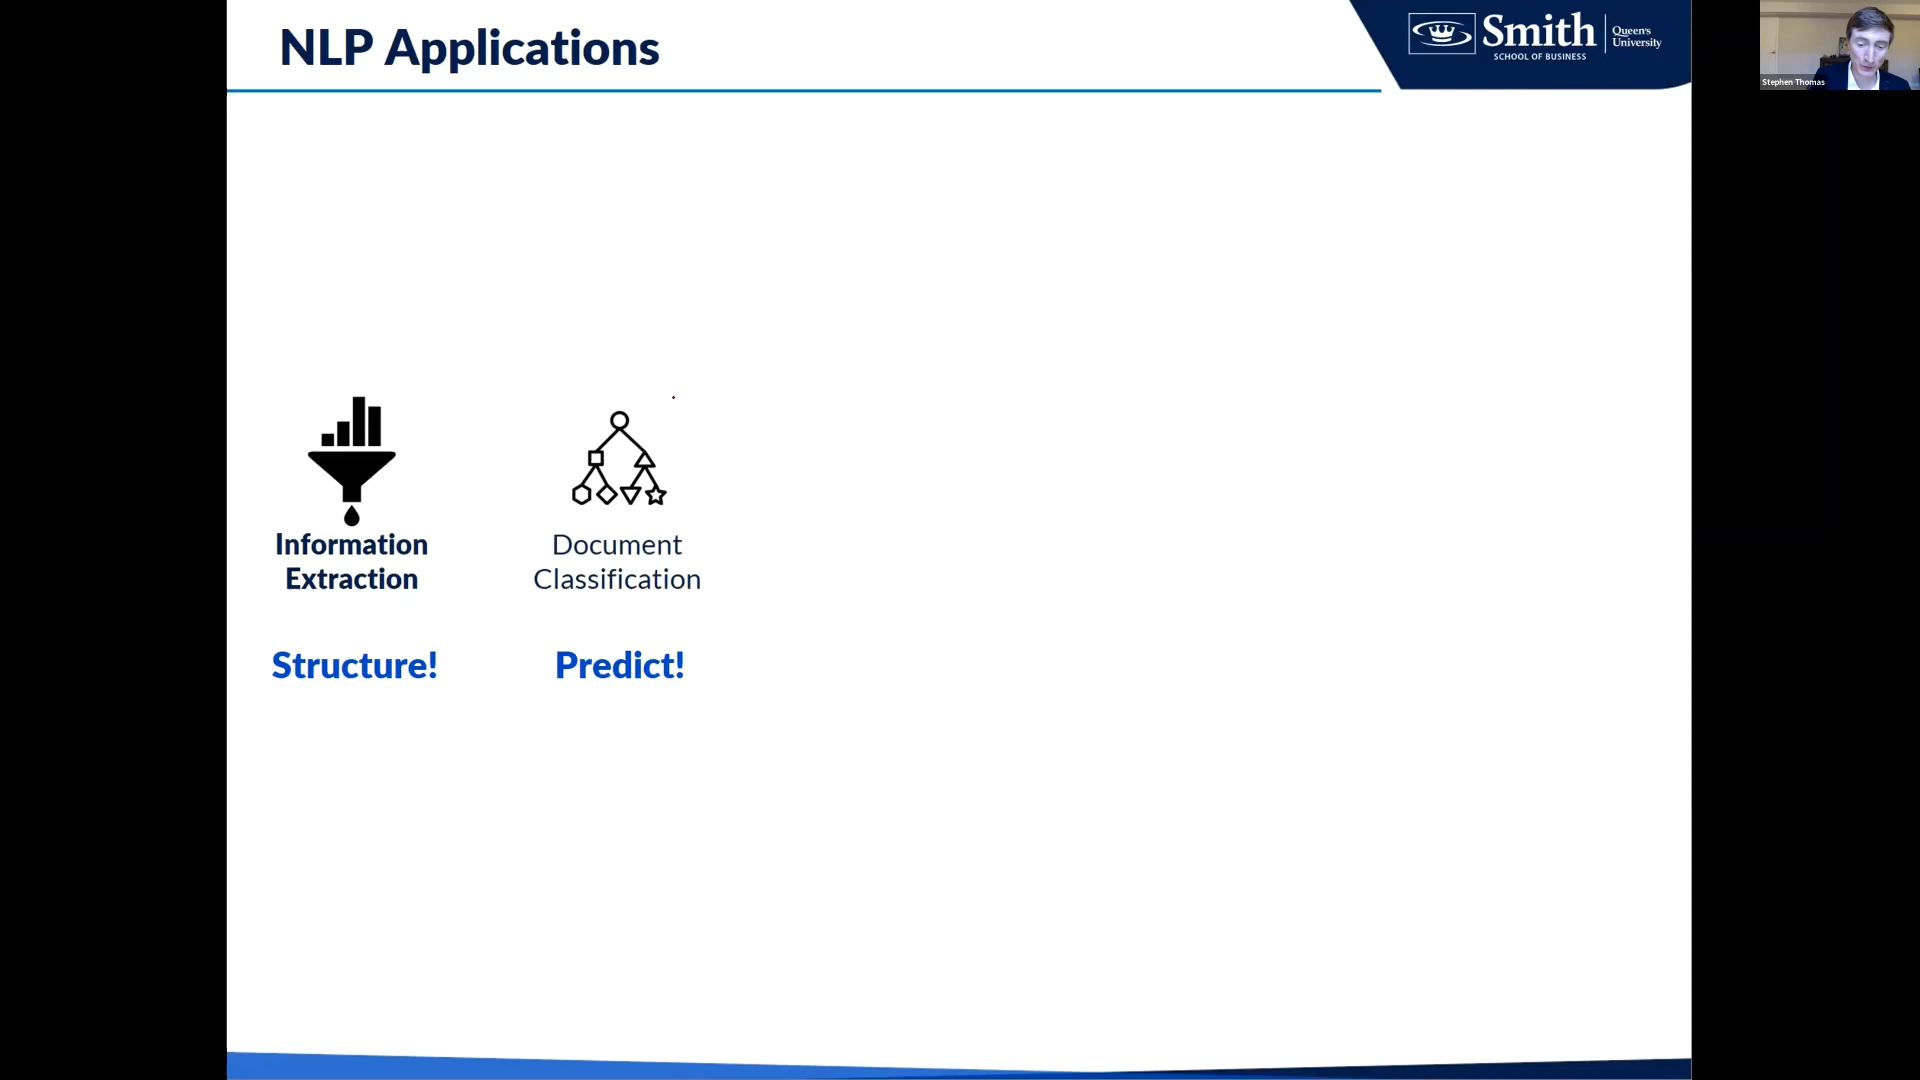 NLP Applications
Smith
SCHOOL OF BUSINESS
Queen's
University
Stephen Thomas
Information
Extraction
Document
Classification
Structure!
Predict!